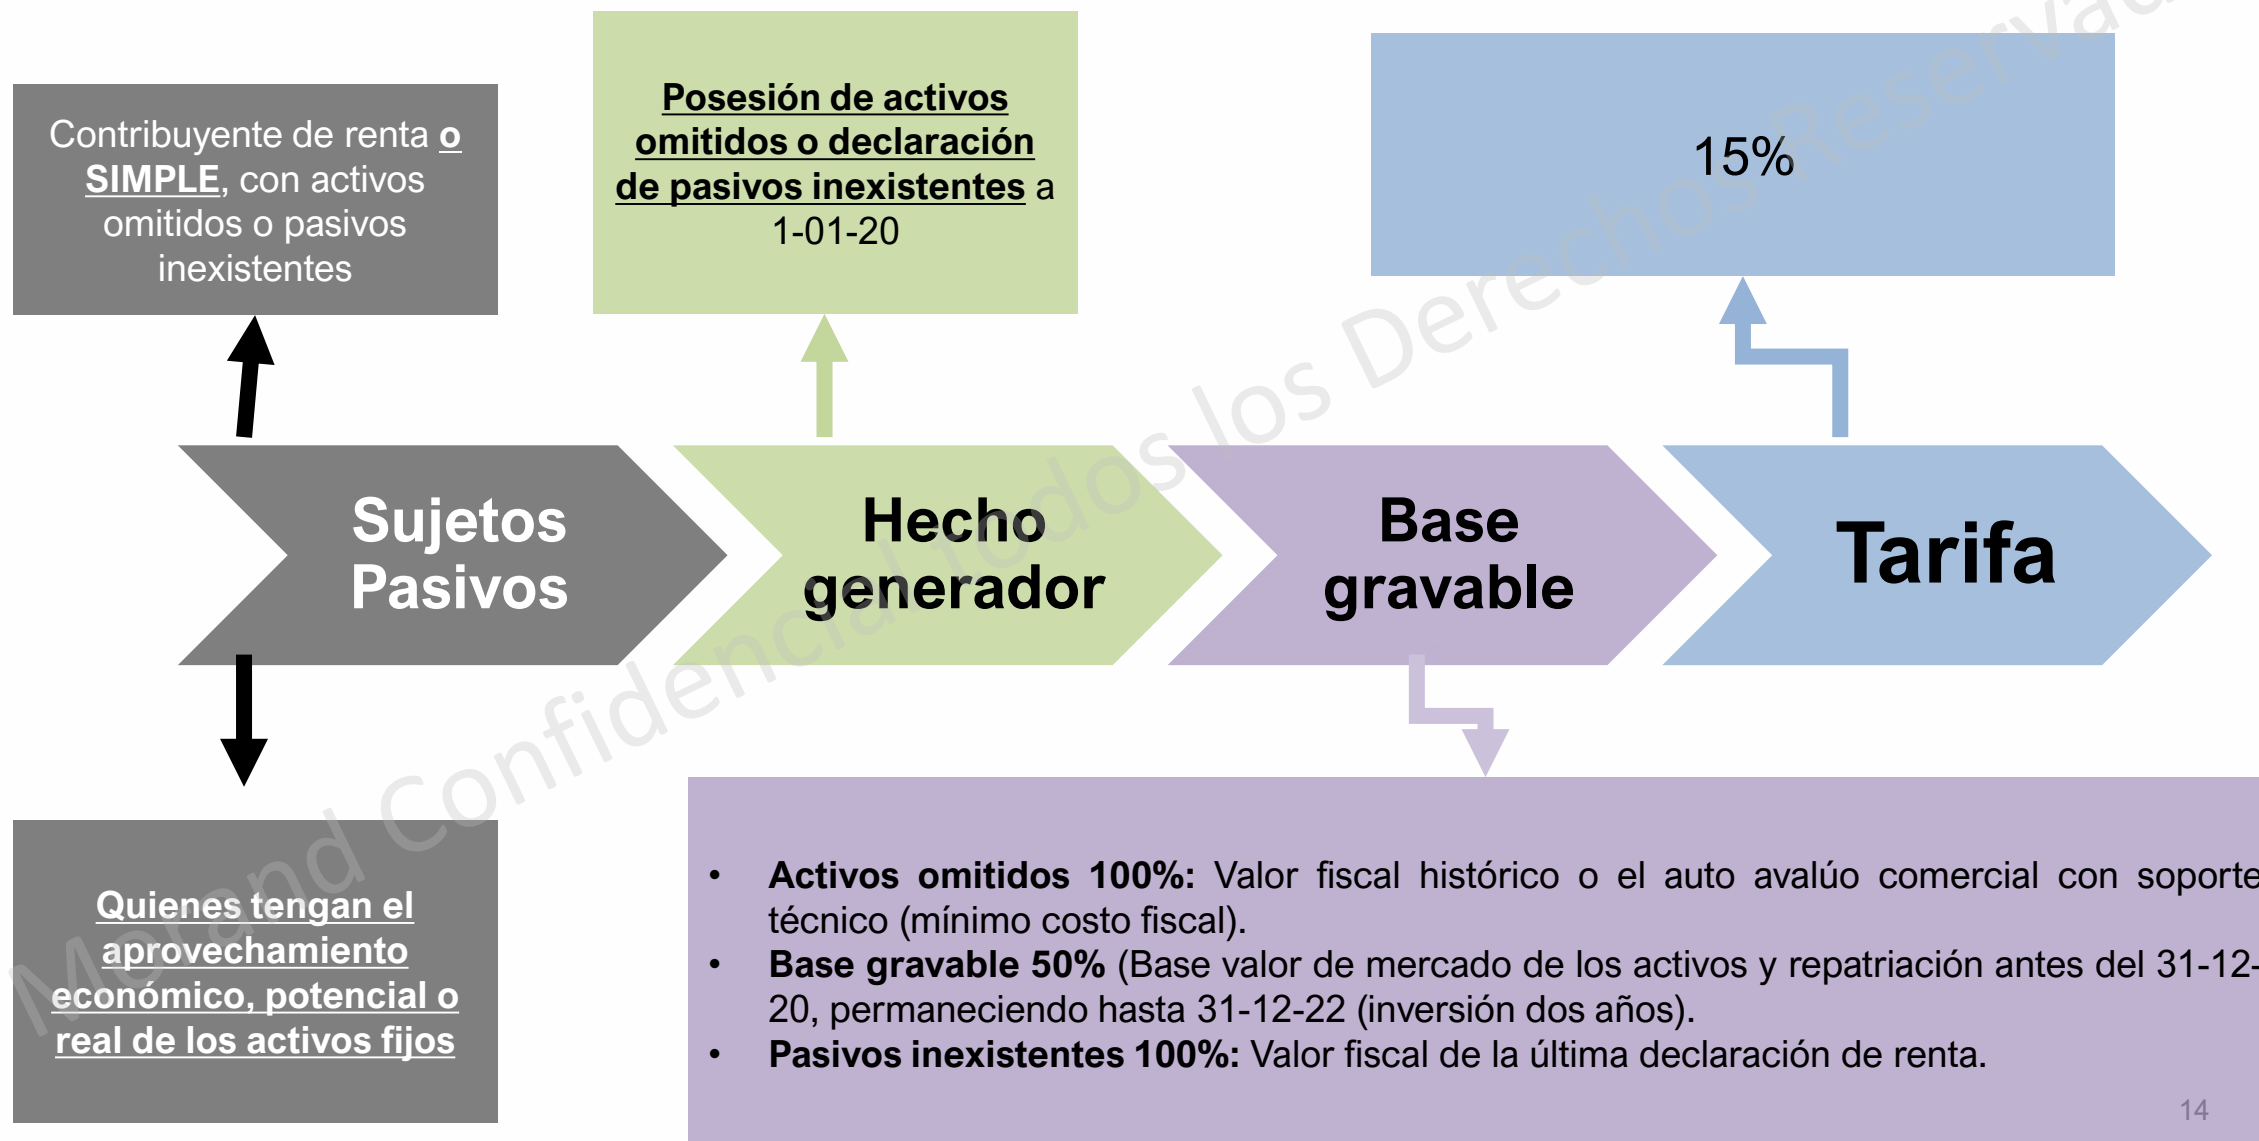 Contribuyente de renta o
SIMPLE, con activos
omitidos o pasivos
inexistentes
Posesión de activos
omitidos o declaración
de pasivos inexistentes a
1-01-20
15%
Sujetos
Pasivos
Hecho
generador
Base
gravable
Tarifa
Quienes tengan el
aprovechamiento
económico, potencial o
real de los activos fijos
• Activos omitidos 100%: Valor fiscal histórico o el auto avalúo comercial con soporte
técnico (mínimo costo fiscal).
• Base gravable 50% (Base valor de mercado de los activos y repatriación antes del 31-12-
20, permaneciendo hasta 31-12-22 (inversión dos años).
• Pasivos inexistentes 100%: Valor fiscal de la última declaración de renta.
14
Morand Confidencial todos los Derechos